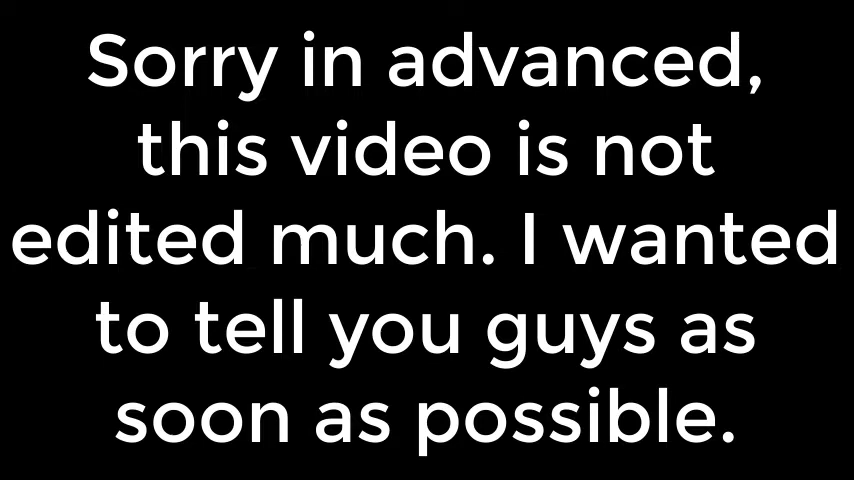 Sorry in advanced,
this video is not
edited much. I wanted
to tell you guys as
soon as possible.